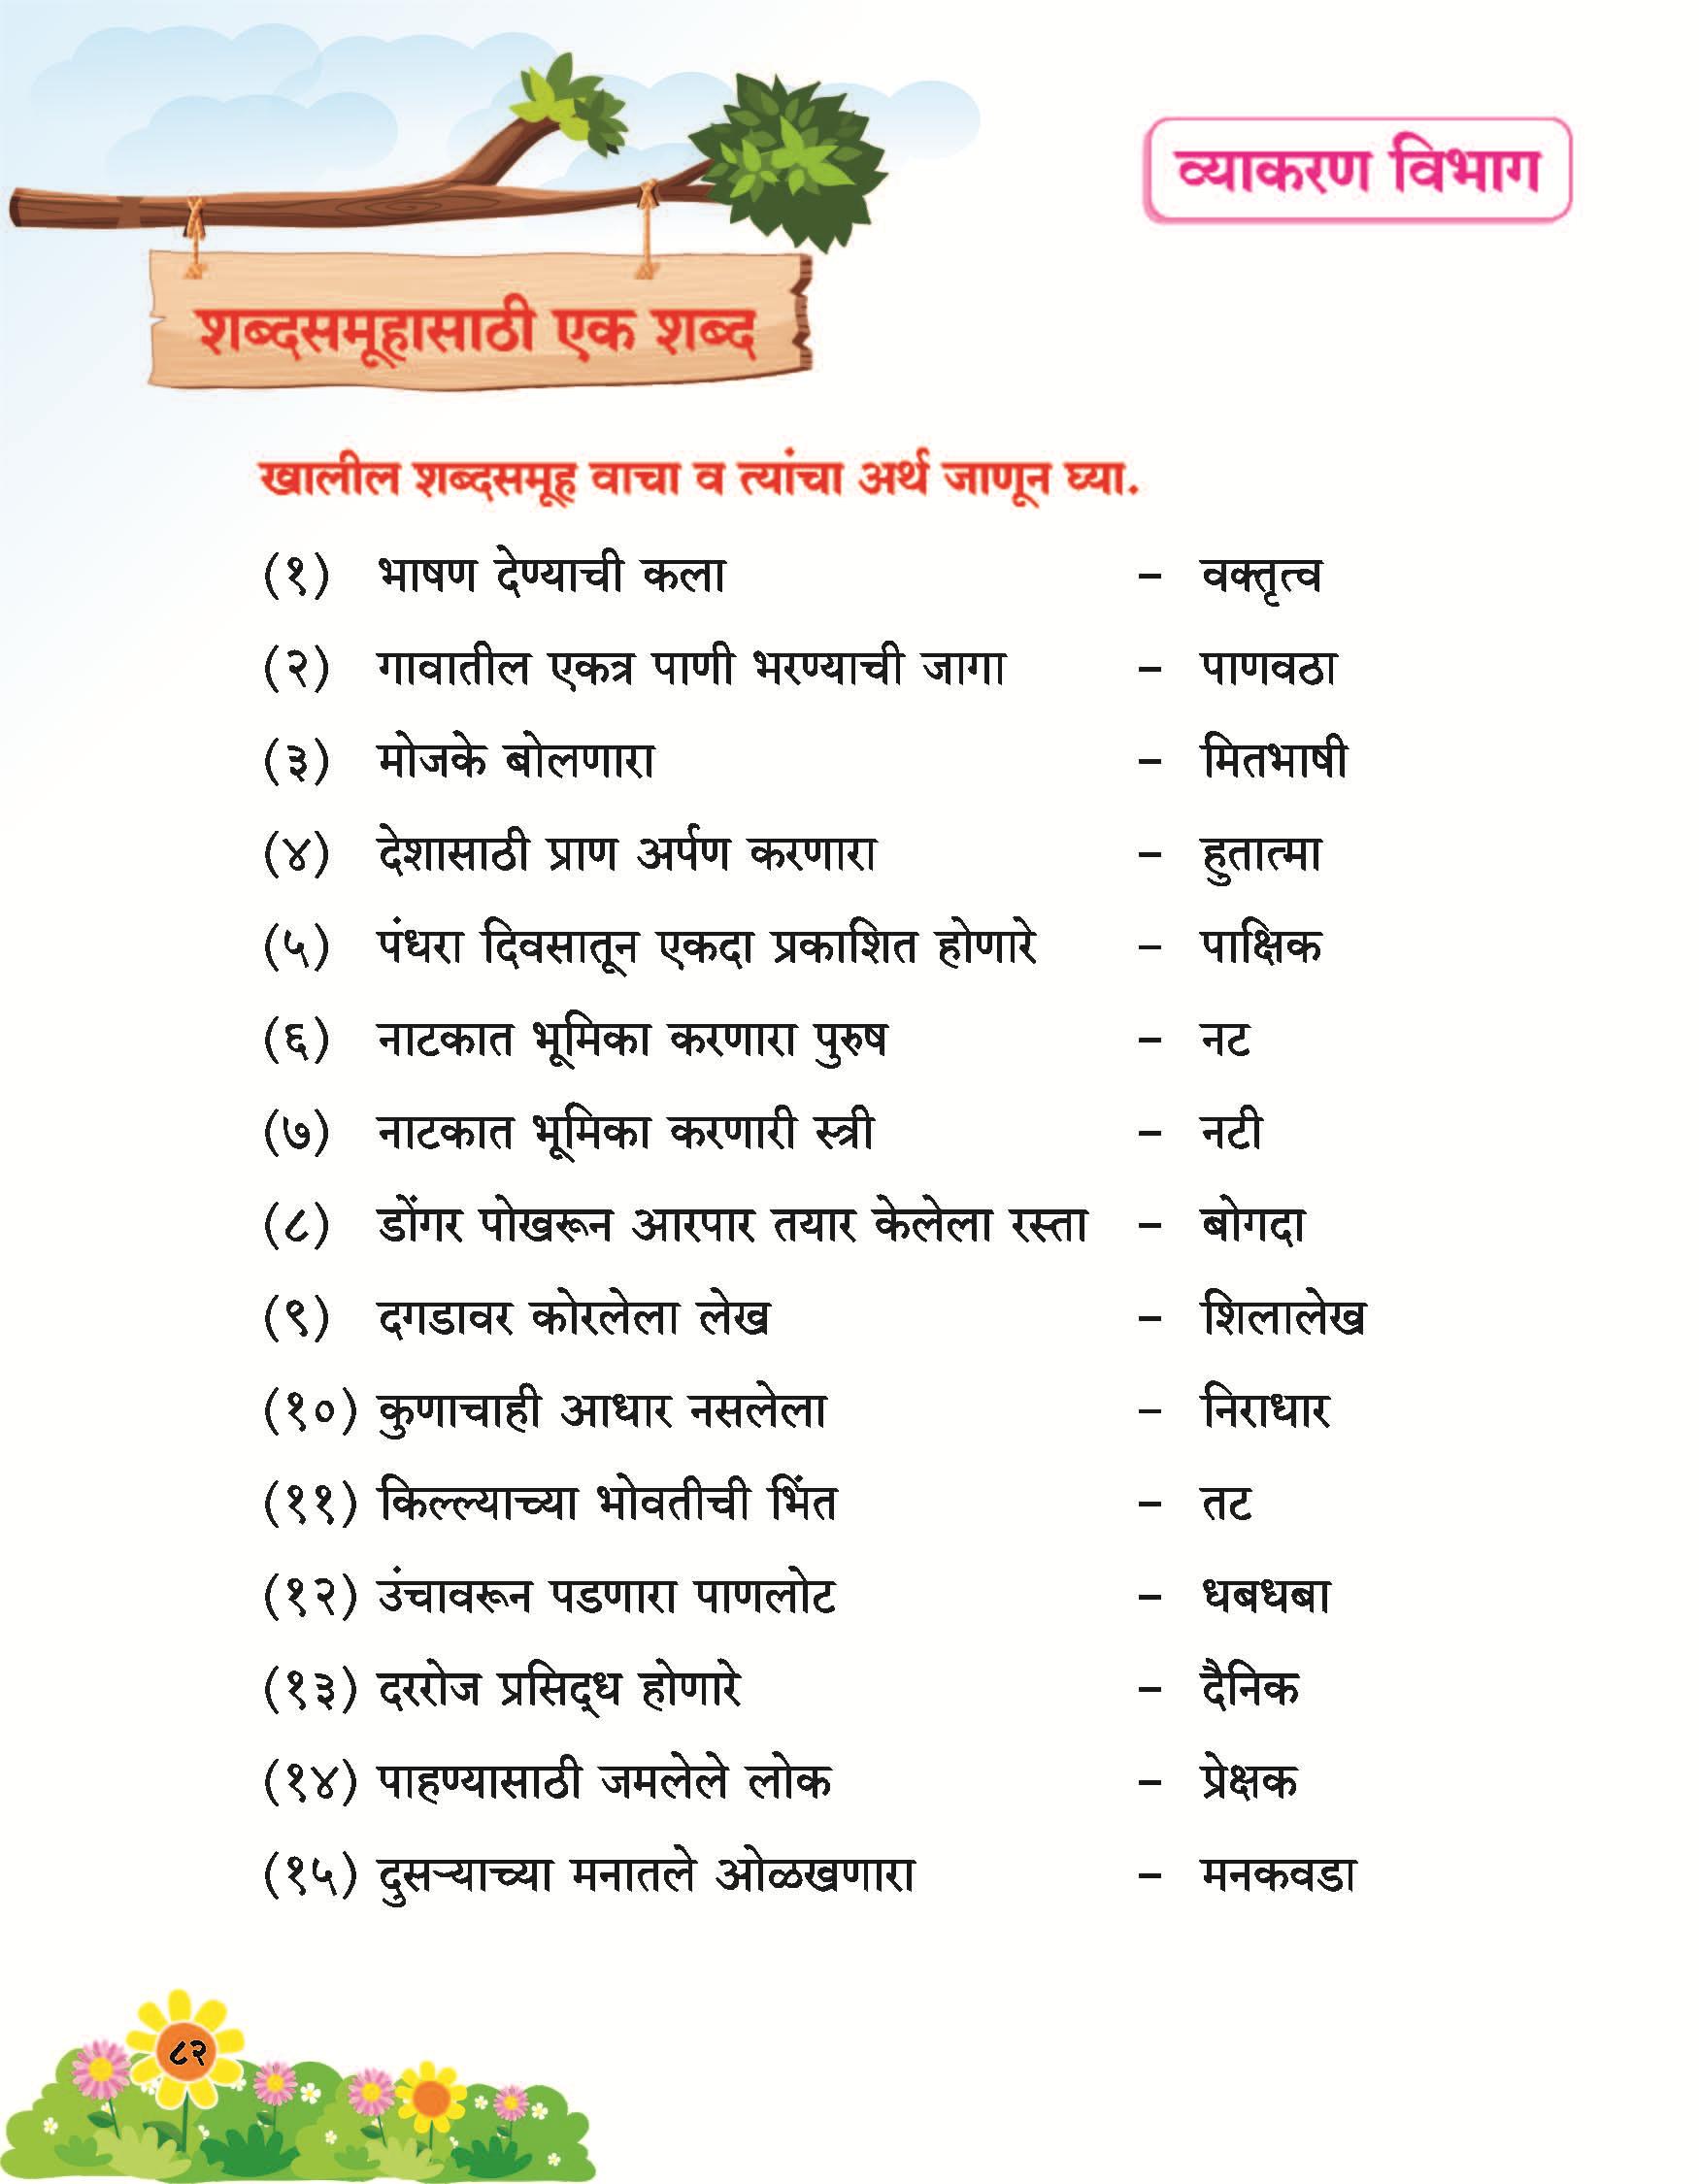 व्याकरण विभाग
शब्दसमूहासाठी एक शब्द
खालील शब्दसमूह वाचा व त्यांचा अर्थ जाणून घ्या.
(१) भाषण देण्याची कला – वक्तृत्व
(२) गावातील एकत्र पाणी भरण्याची जागा – पाणवठा
(३) मोजके बोलणारा – मितभाषी
(४) देशासाठी प्राण अर्पण करणारा – हुतात्मा
(५) पंधरा दिवसातून एकदा प्रकाशित होणारे – पाक्षिक
(६) नाटकात भूमिका करणारा पुरुष – नट
(७) नाटकात भूमिका करणारी स्त्री – नटी
(८) डोंगर पोखरून आरपार तयार केलेला रस्ता – बोगदा
(९) दगडावर कोरलेला लेख – शिलालेख
(१०) कुणाचाही आधार नसलेला – निराधार
(११) किल्ल्याच्या भोवतीची भिंत – तट
(१२) उंचावरून पडणारा पाणलोट – धबधबा
(१३) दररोज प्रसिद्ध होणारे – दैनिक
(१४) पाहण्यासाठी जमलेले लोक – प्रेक्षक
(१५) दुसऱ्याच्या मनातले ओळखणारा – मनकवडा
८२